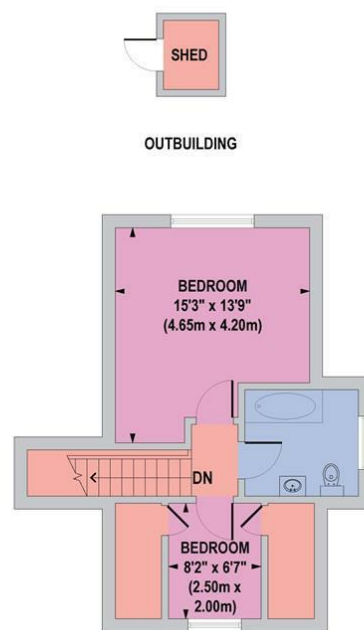 SHED
OUTBUILDING
BEDROOM
15'3" x 13'9"
(4.65m x 4.20m)
DN
BEDROOM
8'2" x 6'7"
(2.50m x
2.00m)